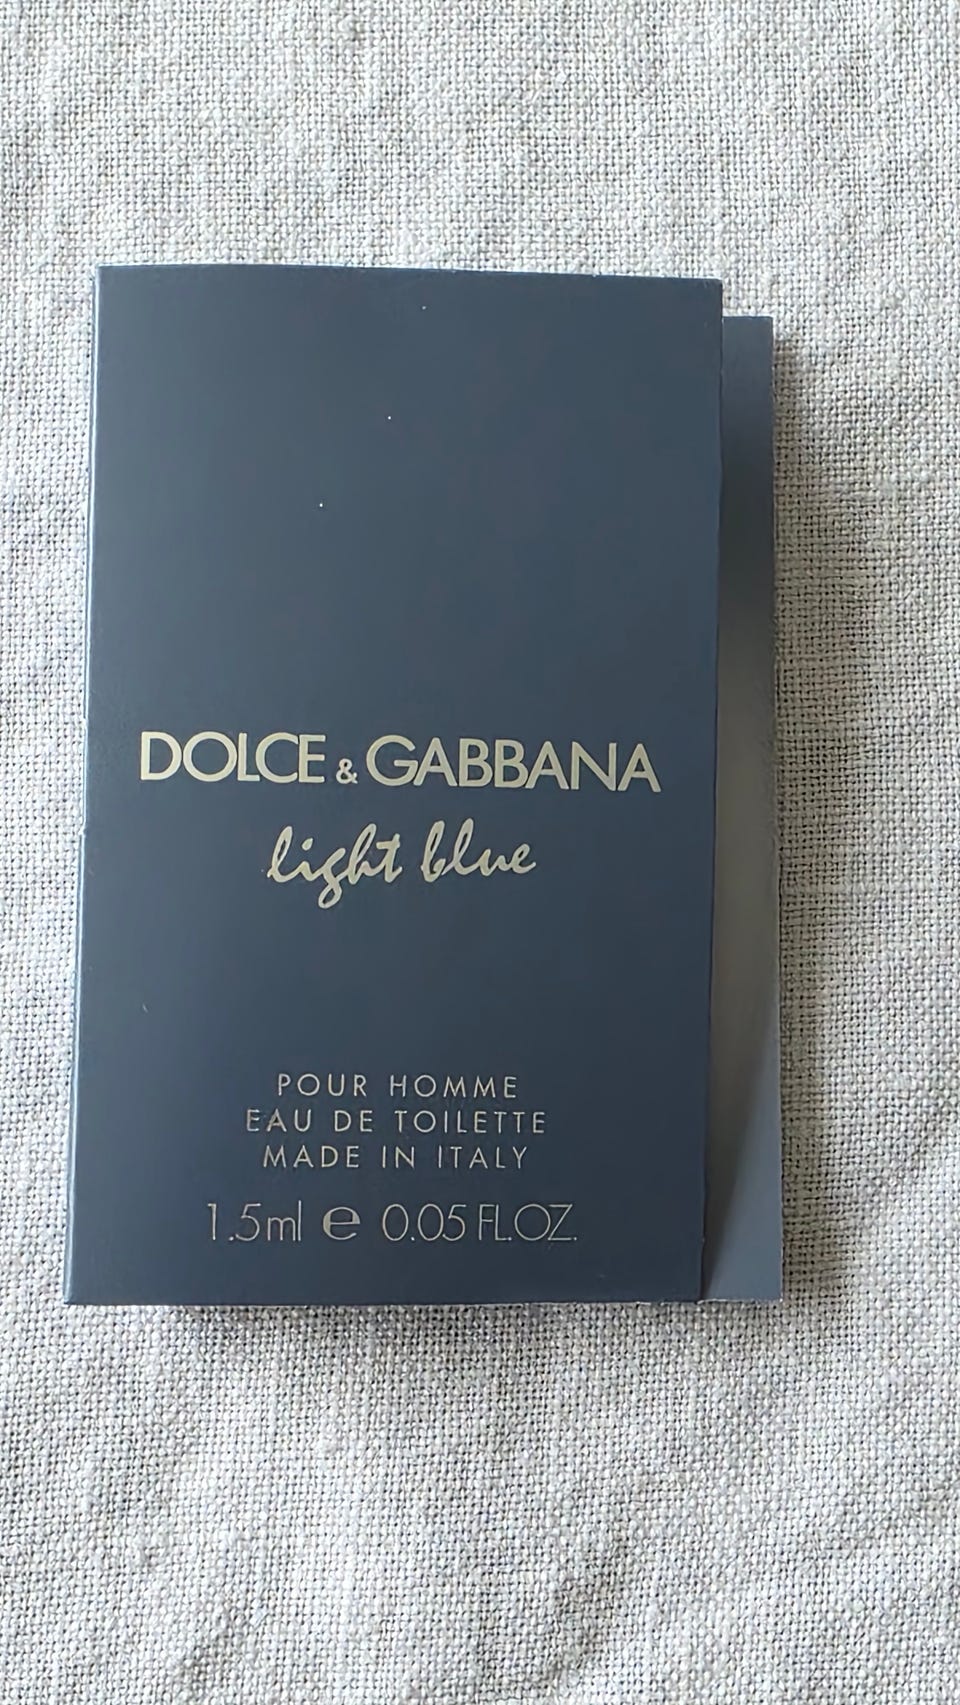 DOLCE & GABBANA
light blue
POUR HOMME
EAU DE TOILETTE
MADE IN ITALY
1.5ml ℮ 0.05 FL.OZ.